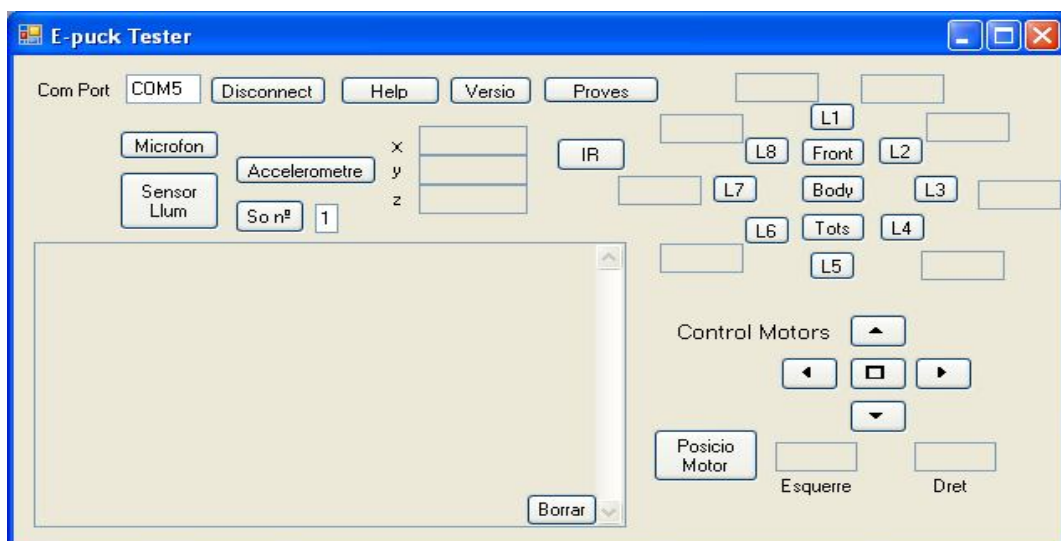 E-puck Tester
Com Port COM5 Disconnect Help Versio Proves
L1
Microfon x IR L8 Front L2
Accelerometre y
Sensor
Llum
z L7 Body L3
So nº 1
L6 Tots L4
L5
Control Motors
Posicio
Motor
Esquerre Dret
Borrar